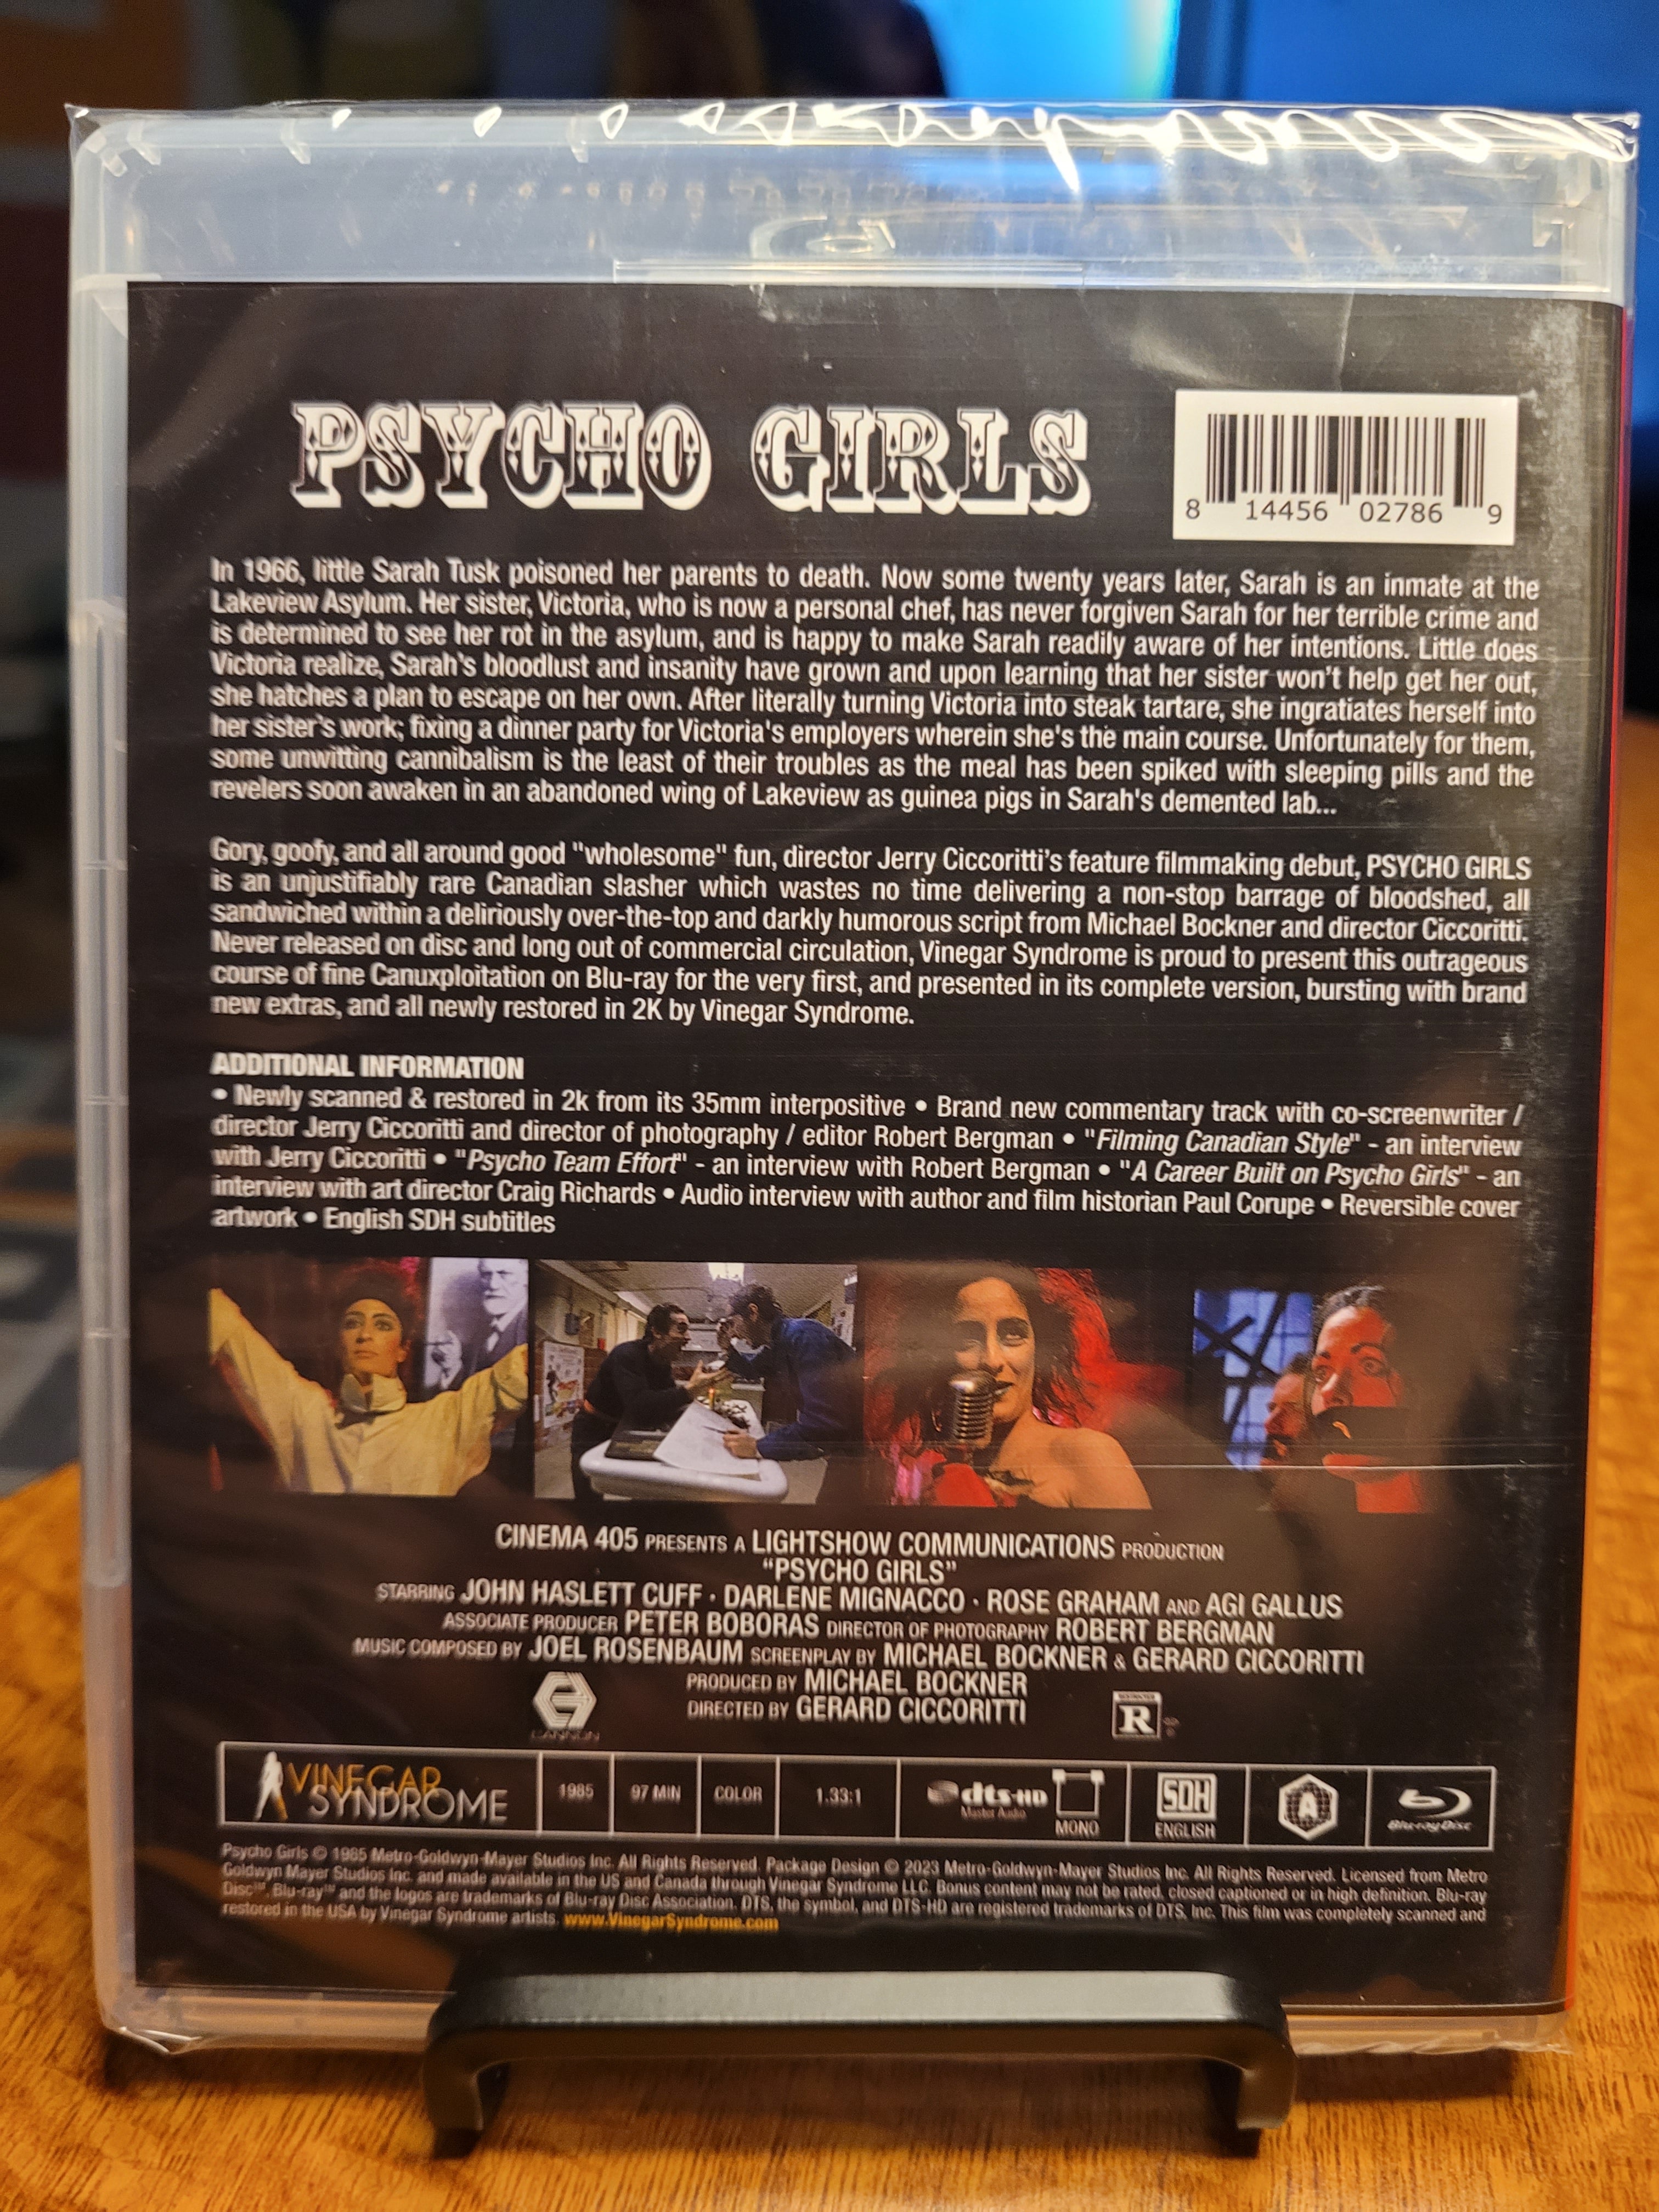 PSYCHO GIRLS
8 14456 02786 9
In 1966, little Sarah Tusk poisoned her parents to death. Now some twenty years later, Sarah is an inmate at the
Lakeview Asylum. Her sister, Victoria, who is now a personal chef, has never forgiven Sarah for her terrible crime and
is determined to see her rot in the asylum, and is happy to make Sarah readily aware of her intentions. Little does
Victoria realize, Sarah's bloodlust and insanity have grown and upon learning that her sister won't help get her out,
she hatches a plan to escape on her own. After literally turning Victoria into steak tartare, she ingratiates herself into
her sister's work; fixing a dinner party for Victoria's employers wherein she's the main course. Unfortunately for them,
some unwitting cannibalism is the least of their troubles as the meal has been spiked with sleeping pills and the
revelers soon awaken in an abandoned wing of Lakeview as guinea pigs in Sarah's demented lab...
Gory, goofy, and all around good "wholesome" fun, director Jerry Ciccoritti's feature filmmaking debut, PSYCHO GIRLS
is an unjustifiably rare Canadian slasher which wastes no time delivering a non-stop barrage of bloodshed, all
sandwiched within a deliriously over-the-top and darkly humorous script from Michael Bockner and director Ciccoritti.
Never released on disc and long out of commercial circulation, Vinegar Syndrome is proud to present this outrageous
course of fine Canuxploitation on Blu-ray for the very first, and presented in its complete version, bursting with brand
new extras, and all newly restored in 2K by Vinegar Syndrome.
ADDITIONAL INFORMATION
• Newly scanned & restored in 2k from its 35mm interpositive • Brand new commentary track with co-screenwriter /
director Jerry Ciccoritti and director of photography / editor Robert Bergman • "Filming Canadian Style" - an interview
with Jerry Ciccoritti • "Psycho Team Effort" - an interview with Robert Bergman • "A Career Built on Psycho Girls" - an
interview with art director Craig Richards • Audio interview with author and film historian Paul Corupe • Reversible cover
artwork • English SDH subtitles
CINEMA 405 PRESENTS A LIGHTSHOW COMMUNICATIONS PRODUCTION
"PSYCHO GIRLS"
STARRING JOHN HASLETT CUFF · DARLENE MIGNACCO · ROSE GRAHAM AND AGI GALLUS
ASSOCIATE PRODUCER PETER BOBORAS DIRECTOR OF PHOTOGRAPHY ROBERT BERGMAN
MUSIC COMPOSED BY JOEL ROSENBAUM SCREENPLAY BY MICHAEL BOCKNER & GERARD CICCORITTI
PRODUCED BY MICHAEL BOCKNER
DIRECTED BY GERARD CICCORITTI
CANNON
RESTRICTED
R
VINEGAR
SYNDROME
1985
97 MIN
COLOR
1.33:1
dts-HD
Master Audio
MONO
SDH
ENGLISH
A
Blu-ray Disc
Psycho Girls © 1985 Metro-Goldwyn-Mayer Studios Inc. All Rights Reserved. Package Design © 2023 Metro-Goldwyn-Mayer Studios Inc. All Rights Reserved. Licensed from Metro
Goldwyn Mayer Studios Inc. and made available in the US and Canada through Vinegar Syndrome LLC. Bonus content may not be rated, closed captioned or in high definition. Blu-ray
Disc™, Blu-ray™ and the logos are trademarks of Blu-ray Disc Association. DTS, the symbol, and DTS-HD are registered trademarks of DTS, Inc. This film was completely scanned and
restored in the USA by Vinegar Syndrome artists. www.VinegarSyndrome.com